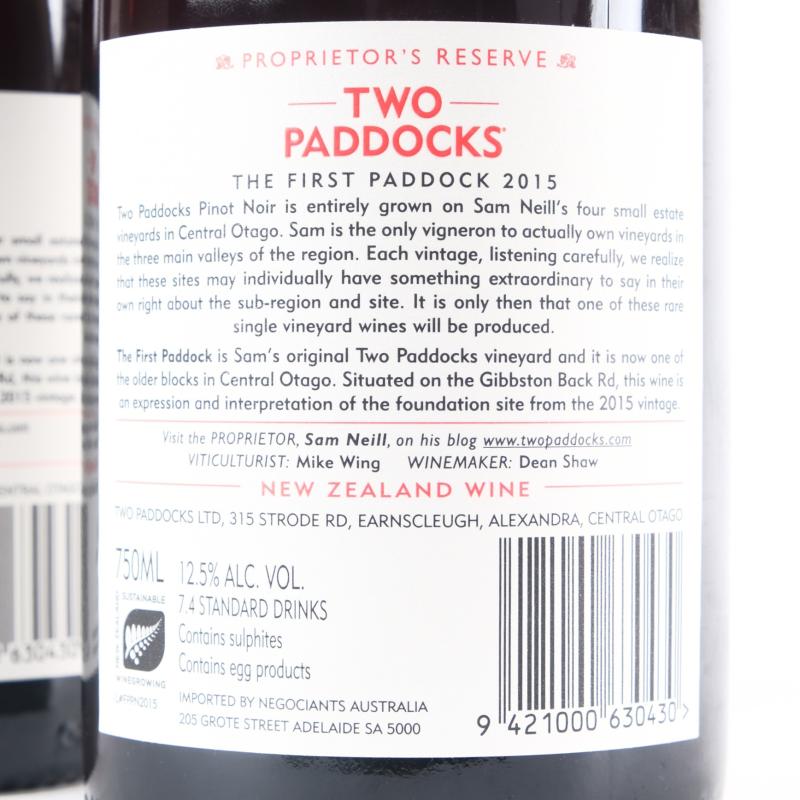 PROPRIETOR'S RESERVE
TWO
PADDOCKS
THE FIRST PADDOCK 2015
Two Paddocks Pinot Noir is entirely grown on Sam Neill's four small estate
vineyards in Central Otago. Sam is the only vigneron to actually own vineyards in
the three main valleys of the region. Each vintage, listening carefully, we realize
that these sites may individually have something extraordinary to say in their
own right about the sub-region and site. It is only then that one of these rare
single vineyard wines will be produced.
The First Paddock is Sam's original Two Paddocks vineyard and it is now one of
the older blocks in Central Otago. Situated on the Gibbston Back Rd, this wine is
an expression and interpretation of the foundation site from the 2015 vintage.
Visit the PROPRIETOR, Sam Neill, on his blog www.twopaddocks.com
VITICULTURIST: Mike Wing WINEMAKER: Dean Shaw
NEW ZEALAND WINE
TWO PADDOCKS LTD, 315 STRODE RD, EARNSCLEUGH, ALEXANDRA, CENTRAL OTAGO
750ML
12.5% ALC. VOL.
7.4 STANDARD DRINKS
Contains sulphites
Contains egg products
SUSTAINABLE
NEW ZEALAND
WINEGROWING
L#FPPN2015
IMPORTED BY NEGOCIANTS AUSTRALIA
205 GROTE STREET ADELAIDE SA 5000
9 421000 630430 >
630430